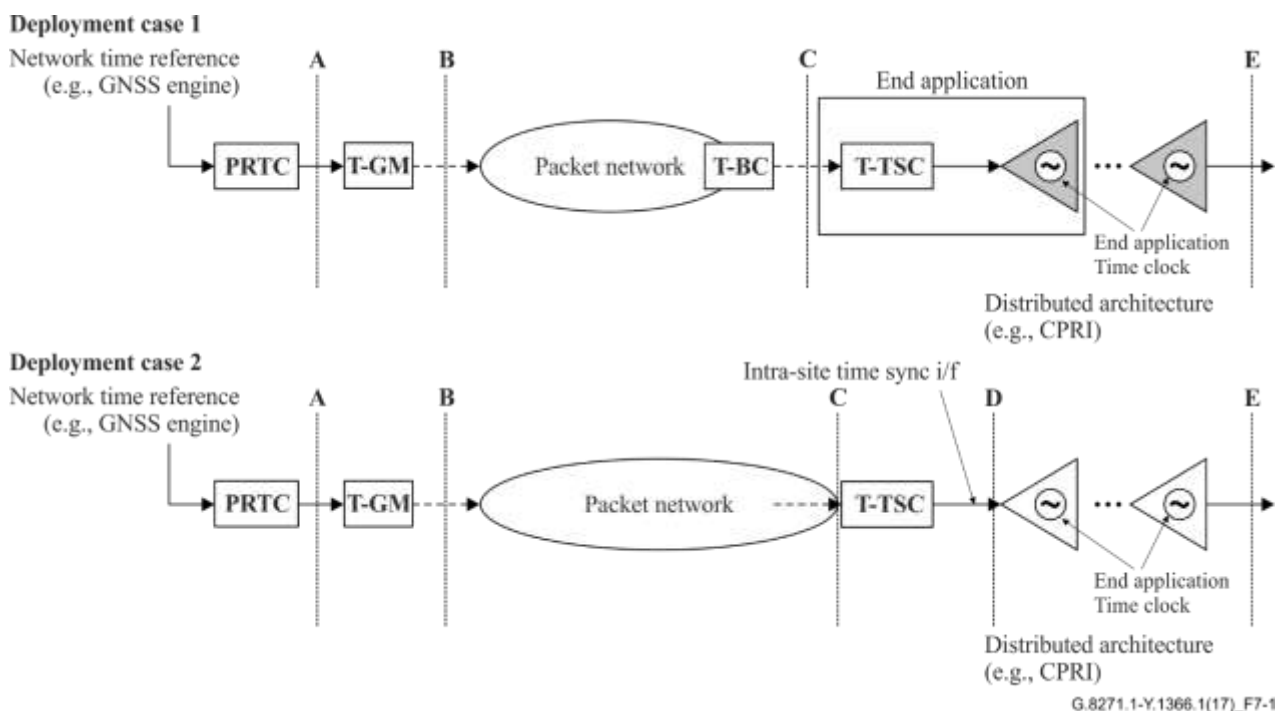 Deployment case 1
Network time reference
(e.g., GNSS engine)
A
B
C
E
End application
PRTC
T-GM
Packet network
T-BC
T-TSC
End application
Time clock
Distributed architecture
(e.g., CPRI)
Deployment case 2
Network time reference
(e.g., GNSS engine)
Intra-site time sync i/f
A
B
C
D
E
PRTC
T-GM
Packet network
T-TSC
End application
Time clock
Distributed architecture
(e.g., CPRI)
G.8271.1-Y.1366.1(17)_F7-1